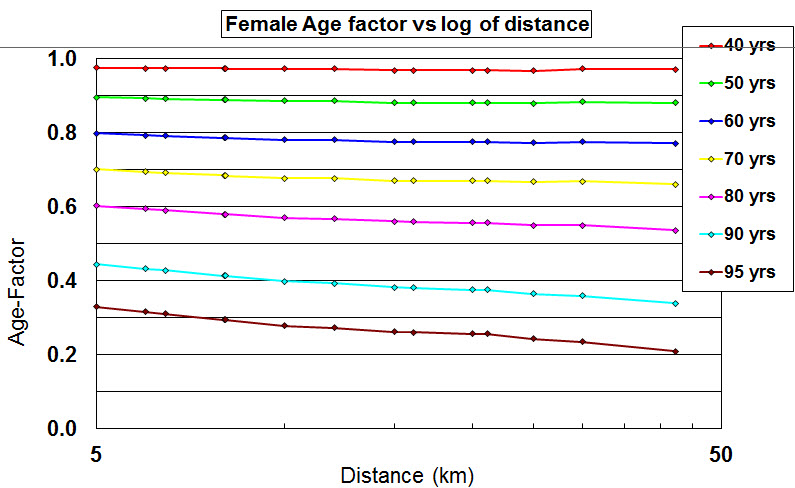 Female Age factor vs log of distance
40 yrs
50 yrs
60 yrs
70 yrs
80 yrs
90 yrs
95 yrs
1.0
0.8
0.6
0.4
0.2
0.0
Age-Factor
5
50
Distance (km)